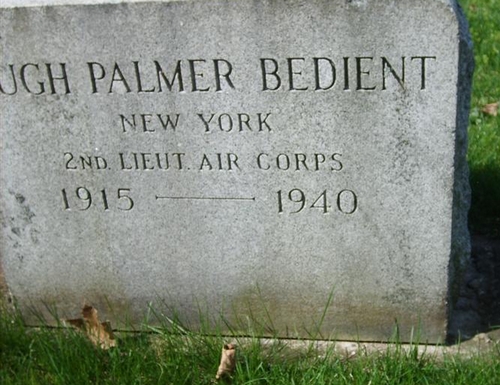 UGH PALMER BEDIENT
NEW YORK
2ND. LIEUT. AIR CORPS
1915 — 1940